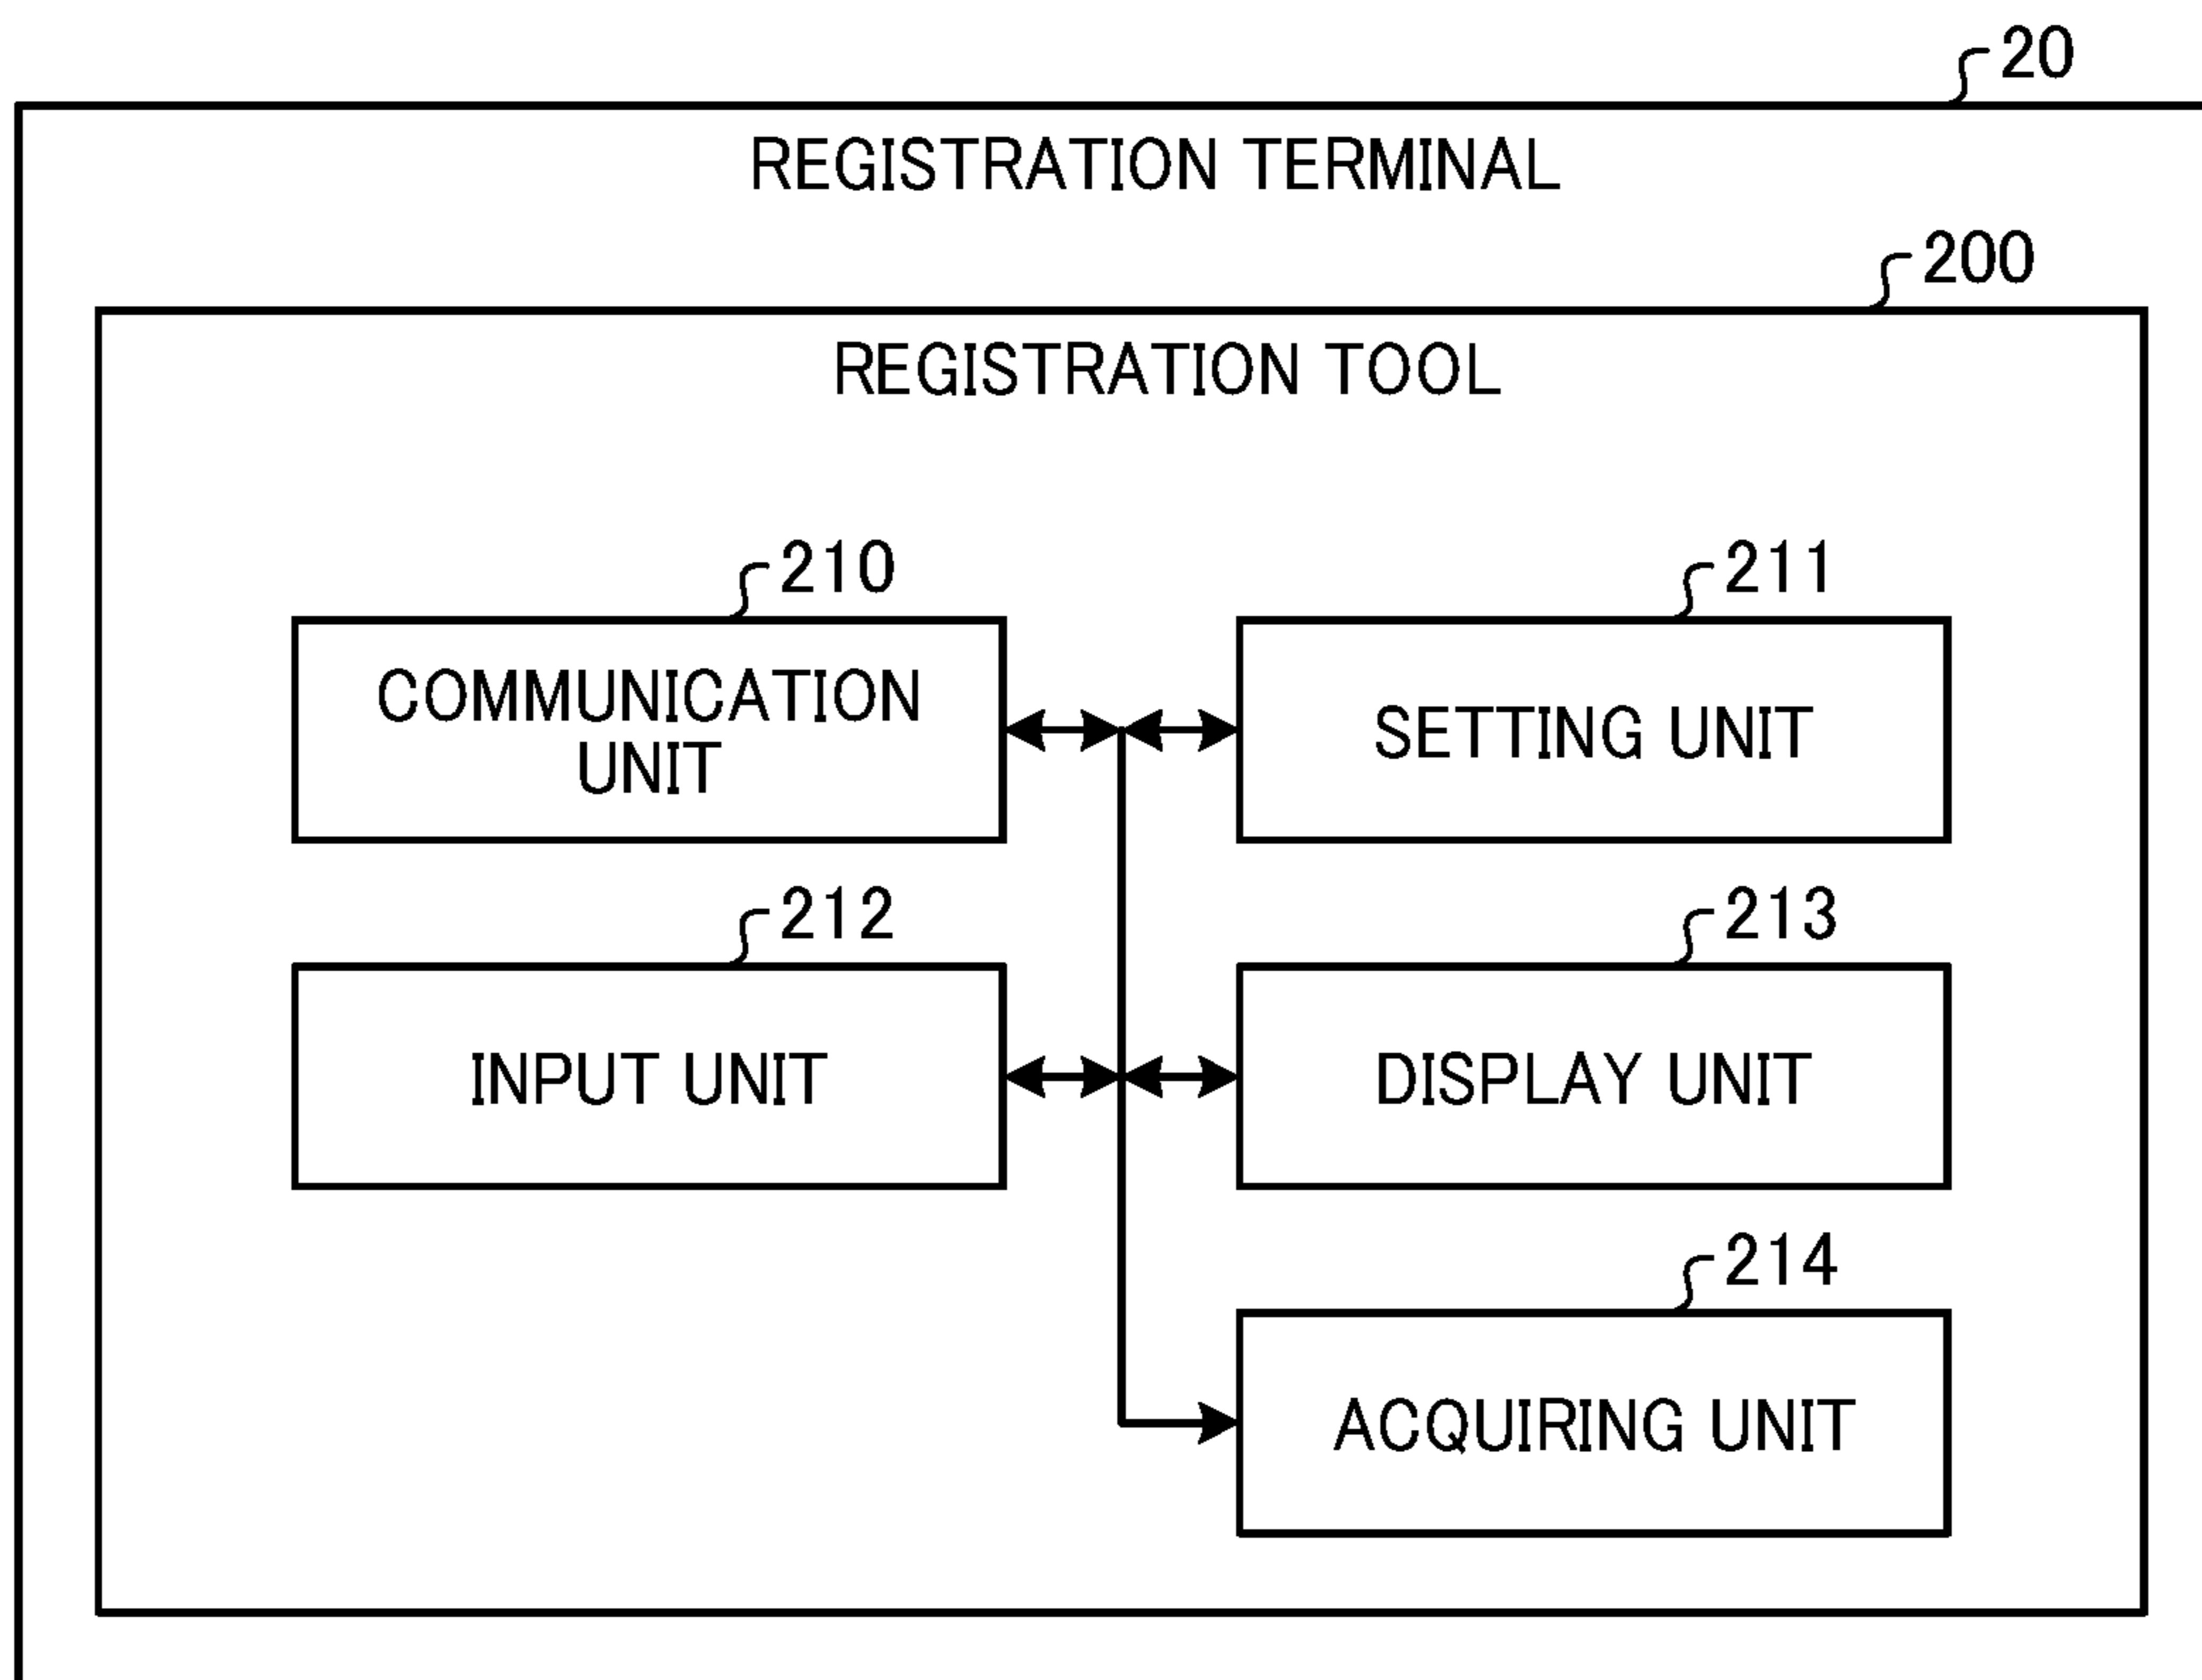 20
REGISTRATION TERMINAL
200
REGISTRATION TOOL
210
COMMUNICATION
UNIT
211
SETTING UNIT
212
INPUT UNIT
213
DISPLAY UNIT
214
ACQUIRING UNIT